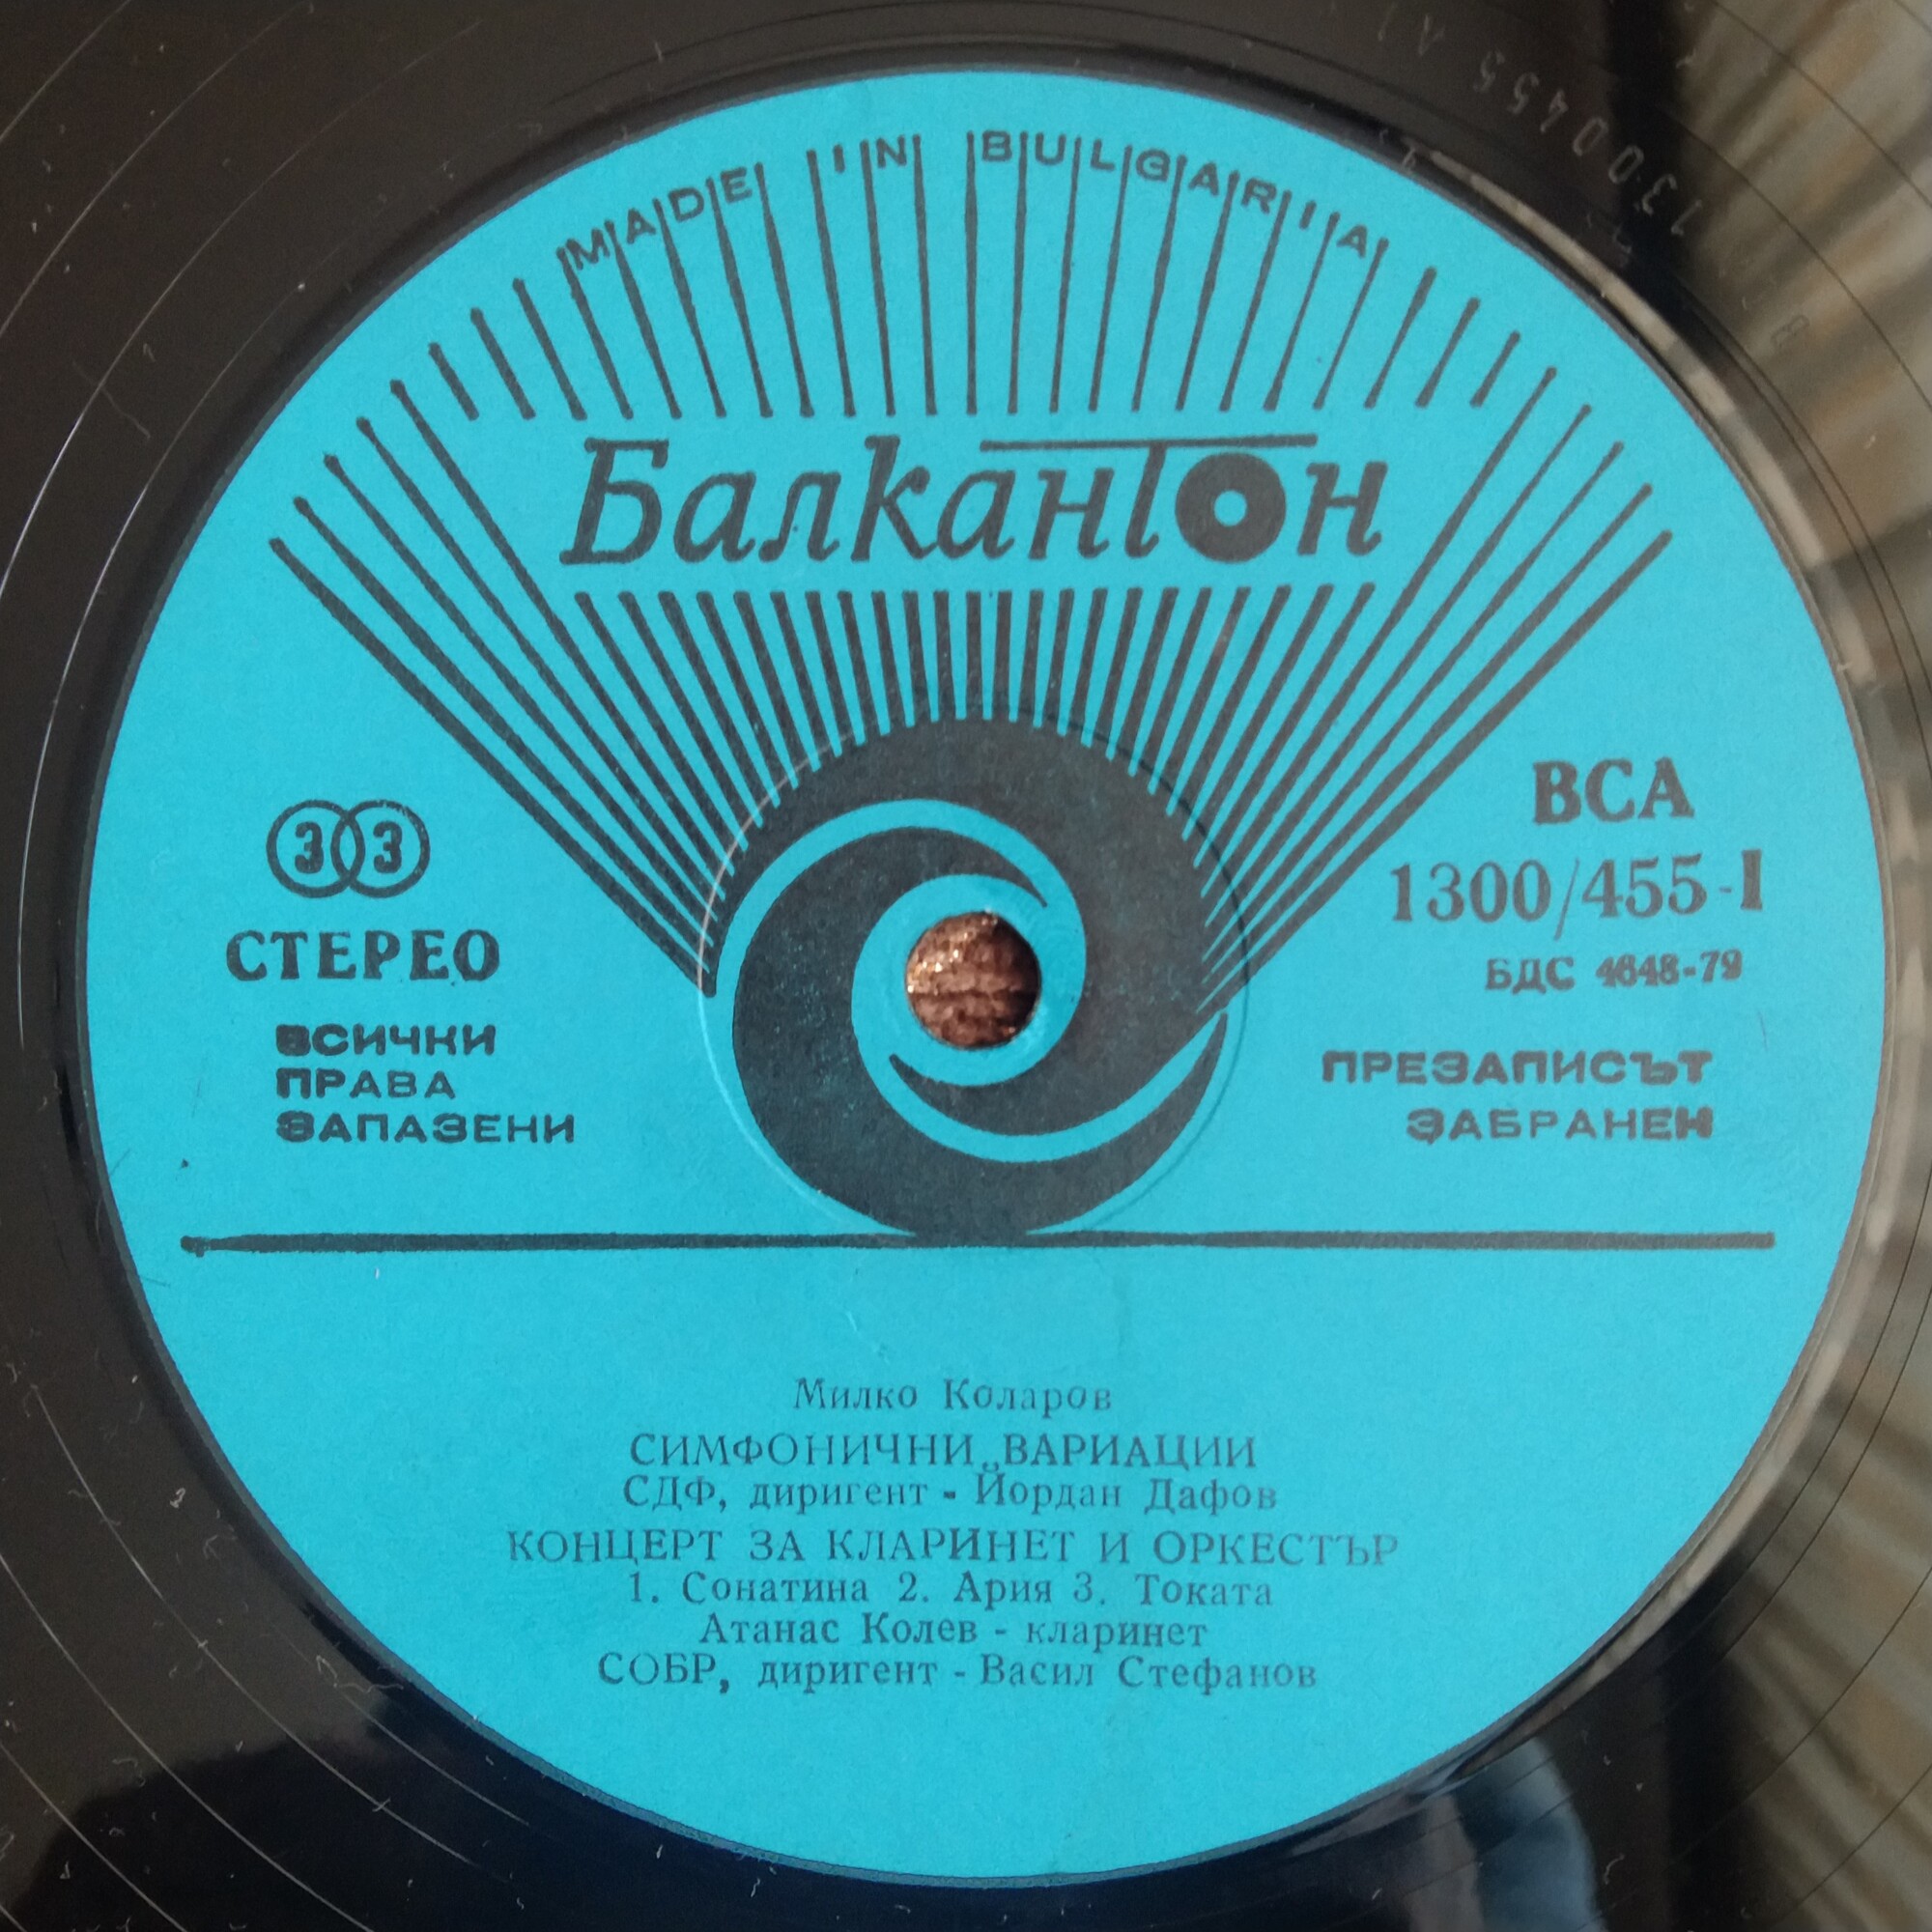 MADE IN BULGARIA
Балкантон
33
СТЕРЕО
ВСИЧКИ
ПРАВА
ЗАПАЗЕНИ
ВСА
1300/455-I
БДС 4648-79
ПРЕЗАПИСЪТ
ЗАБРАНЕН
Милко Коларов
СИМФОНИЧНИ ВАРИАЦИИ
СДФ, диригент - Йордан Дафов
КОНЦЕРТ ЗА КЛАРИНЕТ И ОРКЕСТЪР
1. Сонатина 2. Ария 3. Токата
Атанас Колев - кларинет
СОБР, диригент - Васил Стефанов